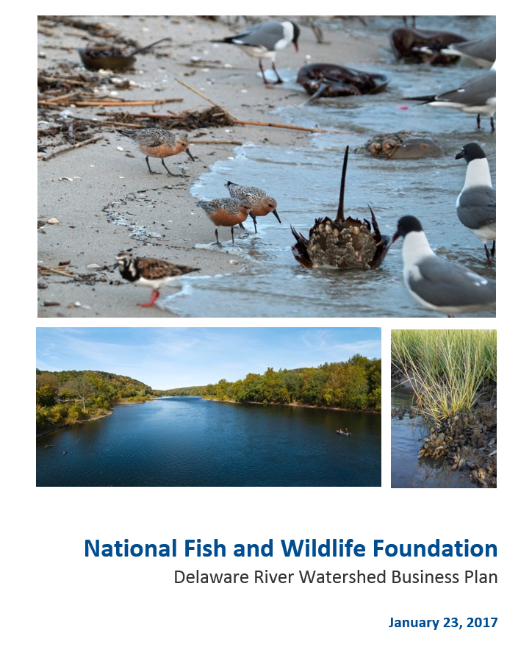 National Fish and Wildlife Foundation
Delaware River Watershed Business Plan
January 23, 2017